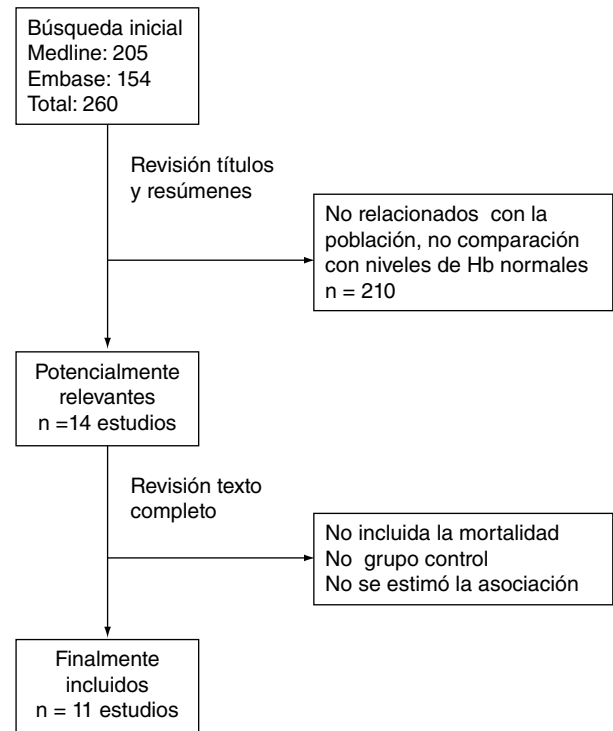 Búsqueda inicial
Medline: 205
Embase: 154
Total: 260
Revisión títulos
y resúmenes
No relacionados con la
población, no comparación
con niveles de Hb normales
n = 210
Potencialmente
relevantes
n =14 estudios
Revisión texto
completo
No incluida la mortalidad
No grupo control
No se estimó la asociación
Finalmente
incluidos
n = 11 estudios